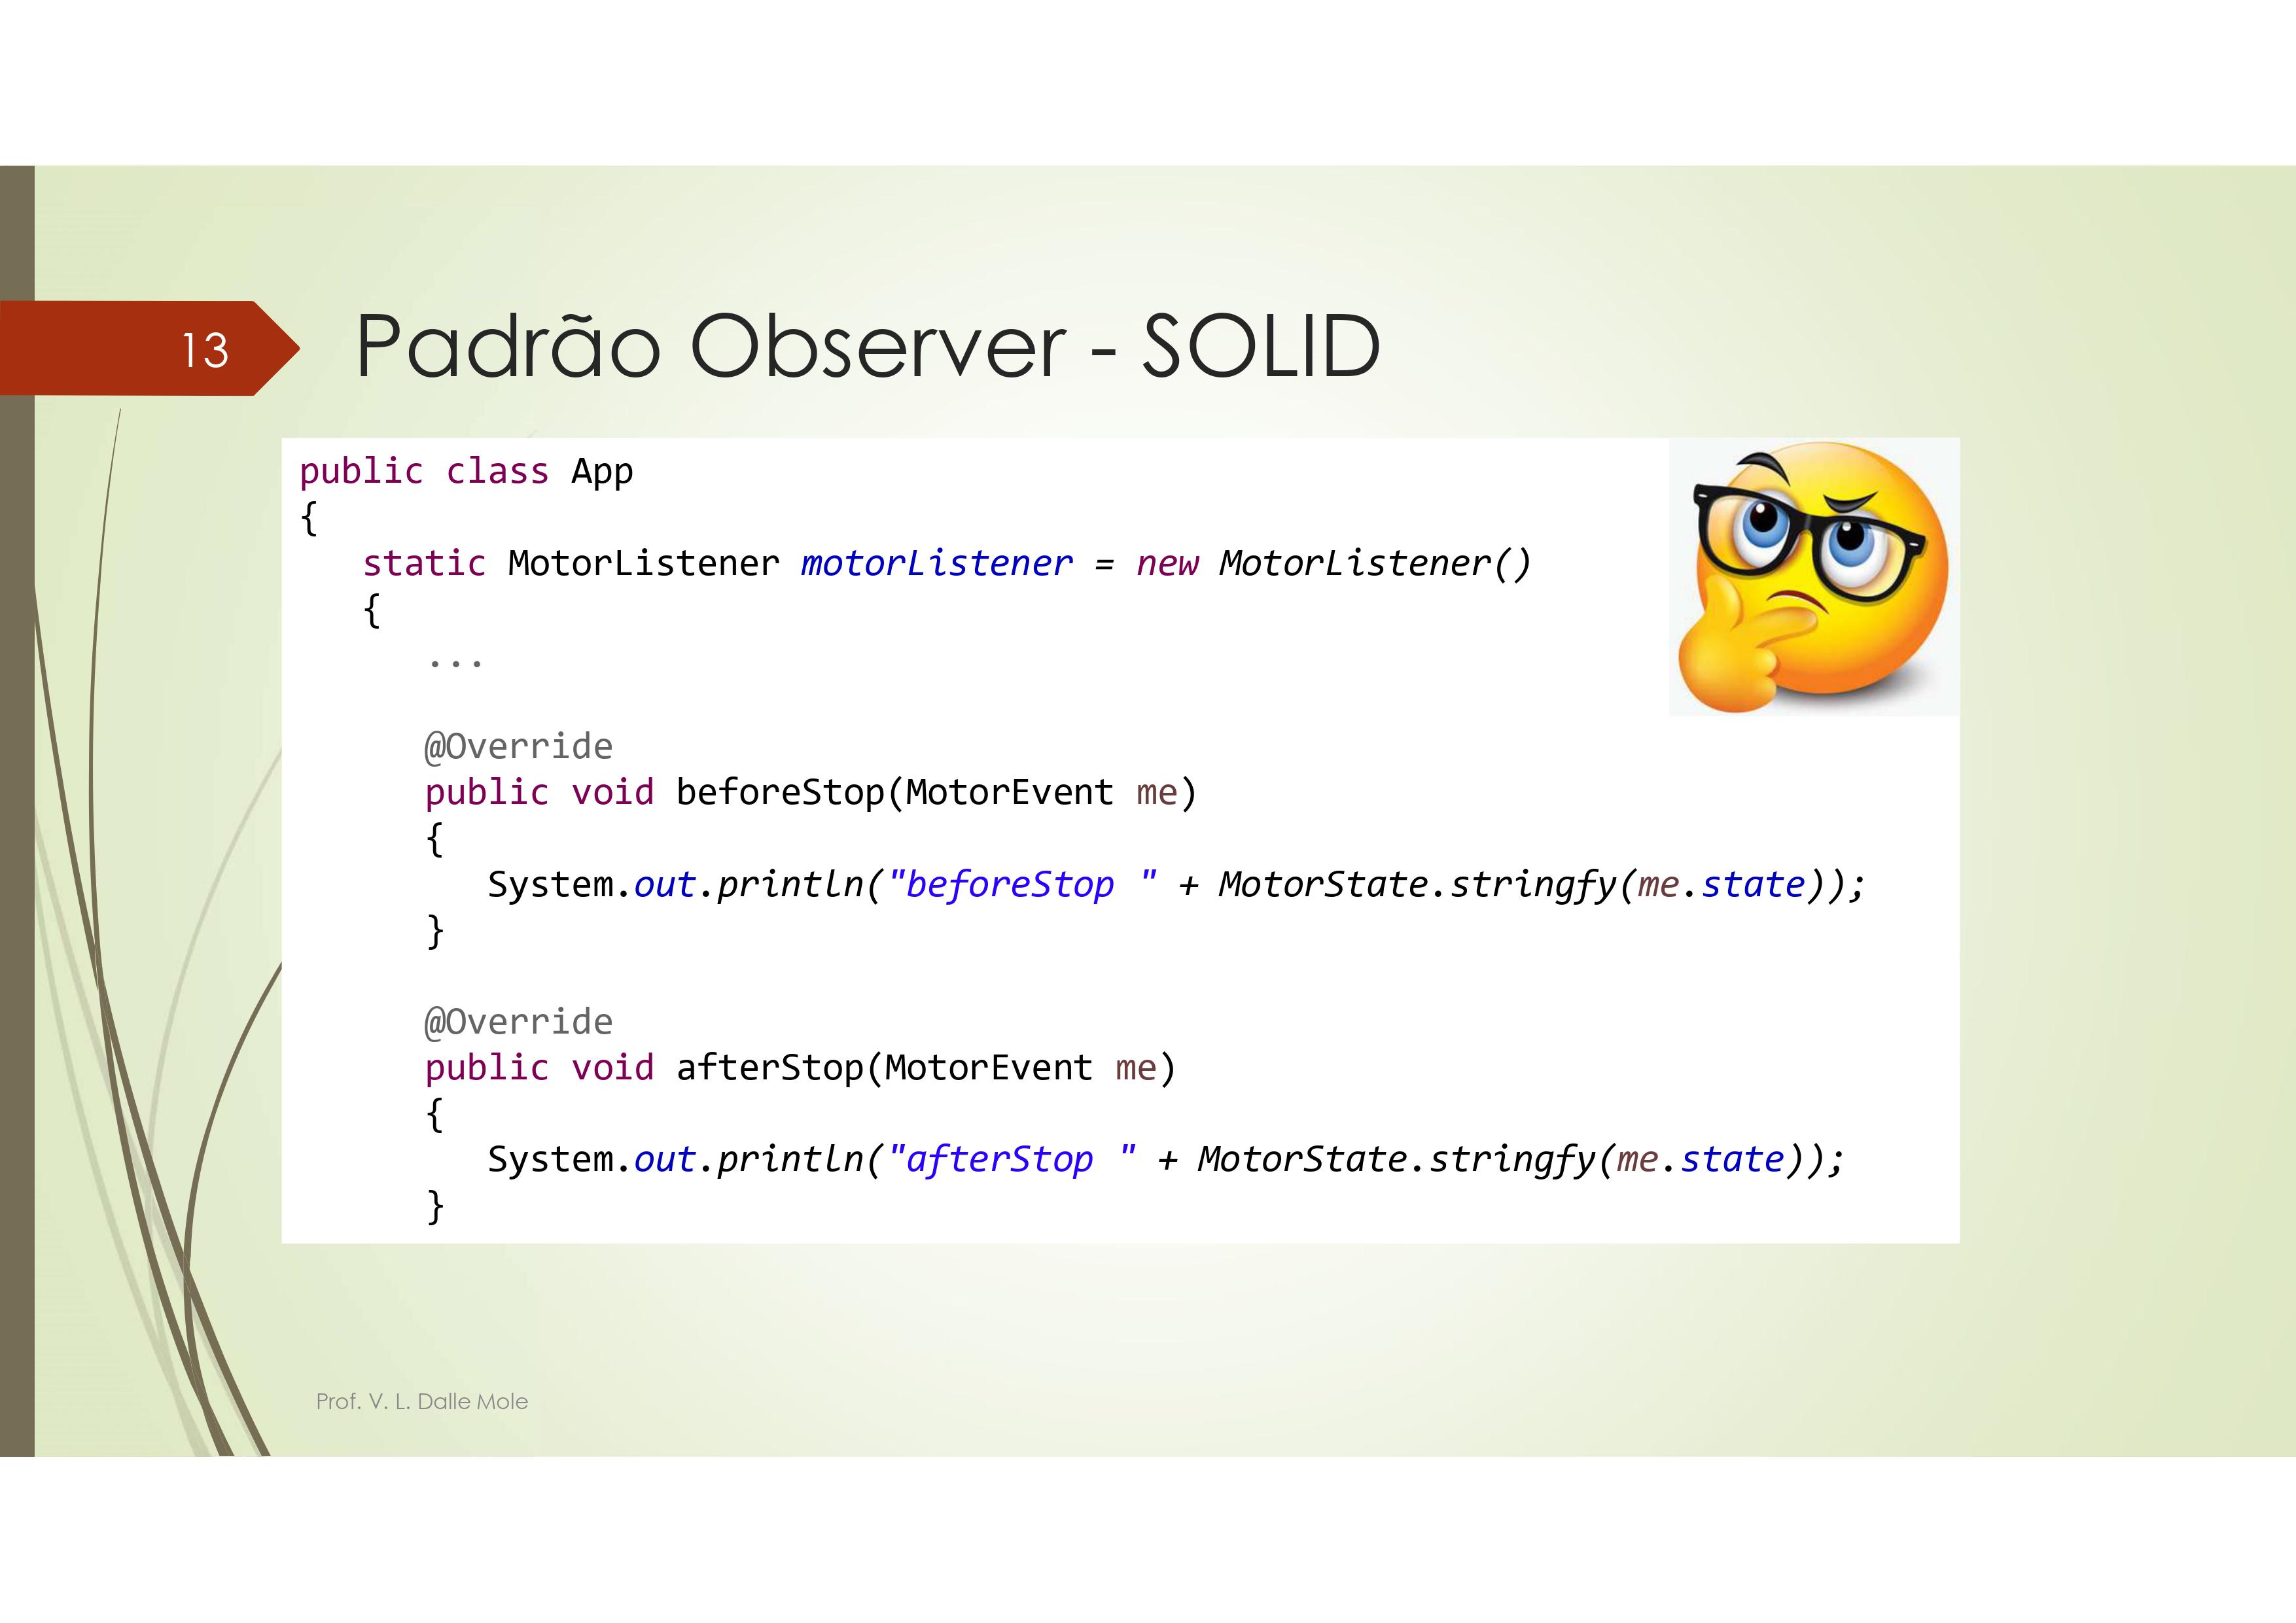 13
Padrão Observer - SOLID
public class App
{
   static MotorListener motorListener = new MotorListener()
   {
      ...

      @Override
      public void beforeStop(MotorEvent me)
      {
         System.out.println("beforeStop " + MotorState.stringfy(me.state));
      }

      @Override
      public void afterStop(MotorEvent me)
      {
         System.out.println("afterStop " + MotorState.stringfy(me.state));
      }
Prof. V. L. Dalle Mole